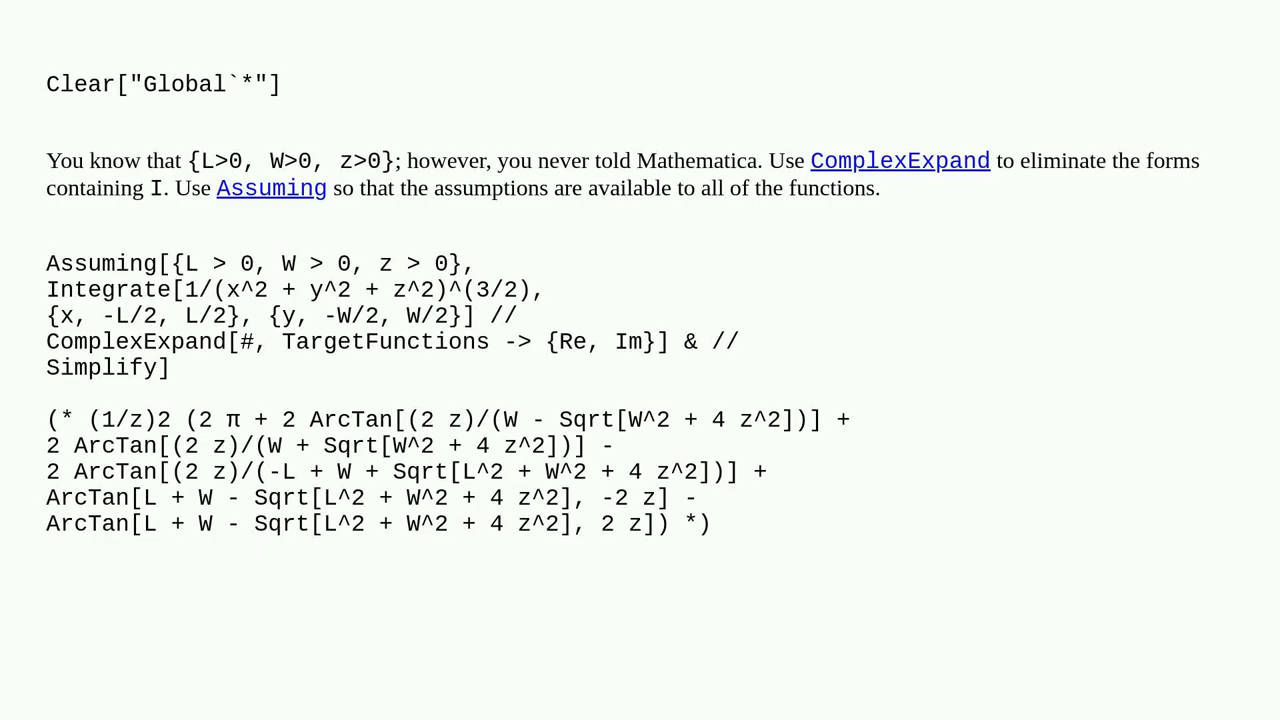 Clear["Global`*"]
You know that {L>0, W>0, z>0}; however, you never told Mathematica. Use ComplexExpand to eliminate the forms
containing I. Use Assuming so that the assumptions are available to all of the functions.
Assuming[{L > 0, W > 0, z > 0},
Integrate[1/(x^2 + y^2 + z^2)^(3/2),
{x, -L/2, L/2}, {y, -W/2, W/2}] //
ComplexExpand[#, TargetFunctions -> {Re, Im}] & //
Simplify]
(* (1/z)2 (2 π + 2 ArcTan[(2 z)/(W - Sqrt[W^2 + 4 z^2])] +
2 ArcTan[(2 z)/(W + Sqrt[W^2 + 4 z^2])] -
2 ArcTan[(2 z)/(-L + W + Sqrt[L^2 + W^2 + 4 z^2])] +
ArcTan[L + W - Sqrt[L^2 + W^2 + 4 z^2], -2 z] -
ArcTan[L + W - Sqrt[L^2 + W^2 + 4 z^2], 2 z]) *)